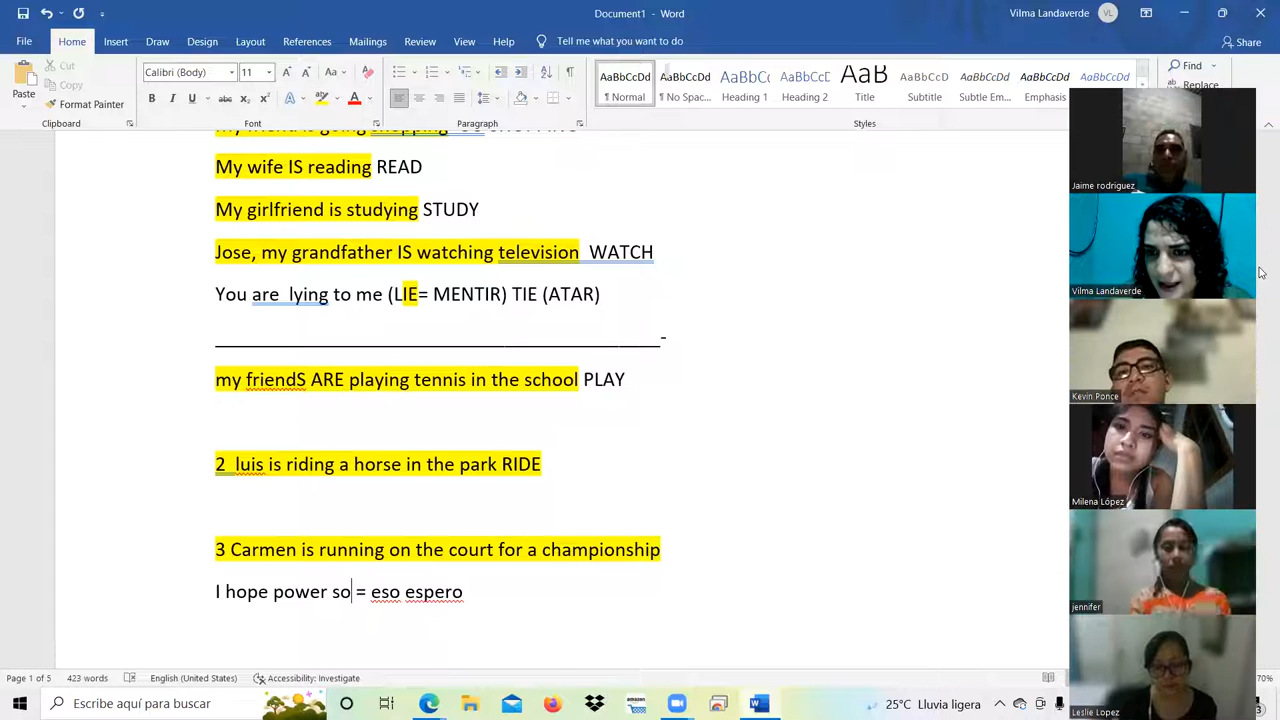 document1 - Word
Vilma Landaverde VL
File Home Insert Draw Design Layout References Mailings Review View Help Tell me what you want to do Share
Cut
Copy
Format Painter
Paste
Calibri (Body) 11
Find
Replace
AaBbCcDd AaBbCcDd AaBbCc AaBbCcD AaB AaBbCcD AaBbCcDd AaBbCcDd AaBbCcDd
¶ Normal ¶ No Spac... Heading 1 Heading 2 Title Subtitle Subtle Em... Emphasis
Clipboard Font Paragraph Styles
My wife IS reading READ
My girlfriend is studying STUDY
Jose, my grandfather IS watching television WATCH
You are lying to me (LIE= MENTIR) TIE (ATAR)
my friendS ARE playing tennis in the school PLAY
2 luis is riding a horse in the park RIDE
3 Carmen is running on the court for a championship
I hope power so = eso espero
Jaime rodriguez
Vilma Landaverde
Kevin Ponce
Milena López
jennifer
Leslie Lopez
Page 1 of 5 423 words English (United States) Accessibility: Investigate 70%
Escribe aquí para buscar
amazon
25°C Lluvia ligera